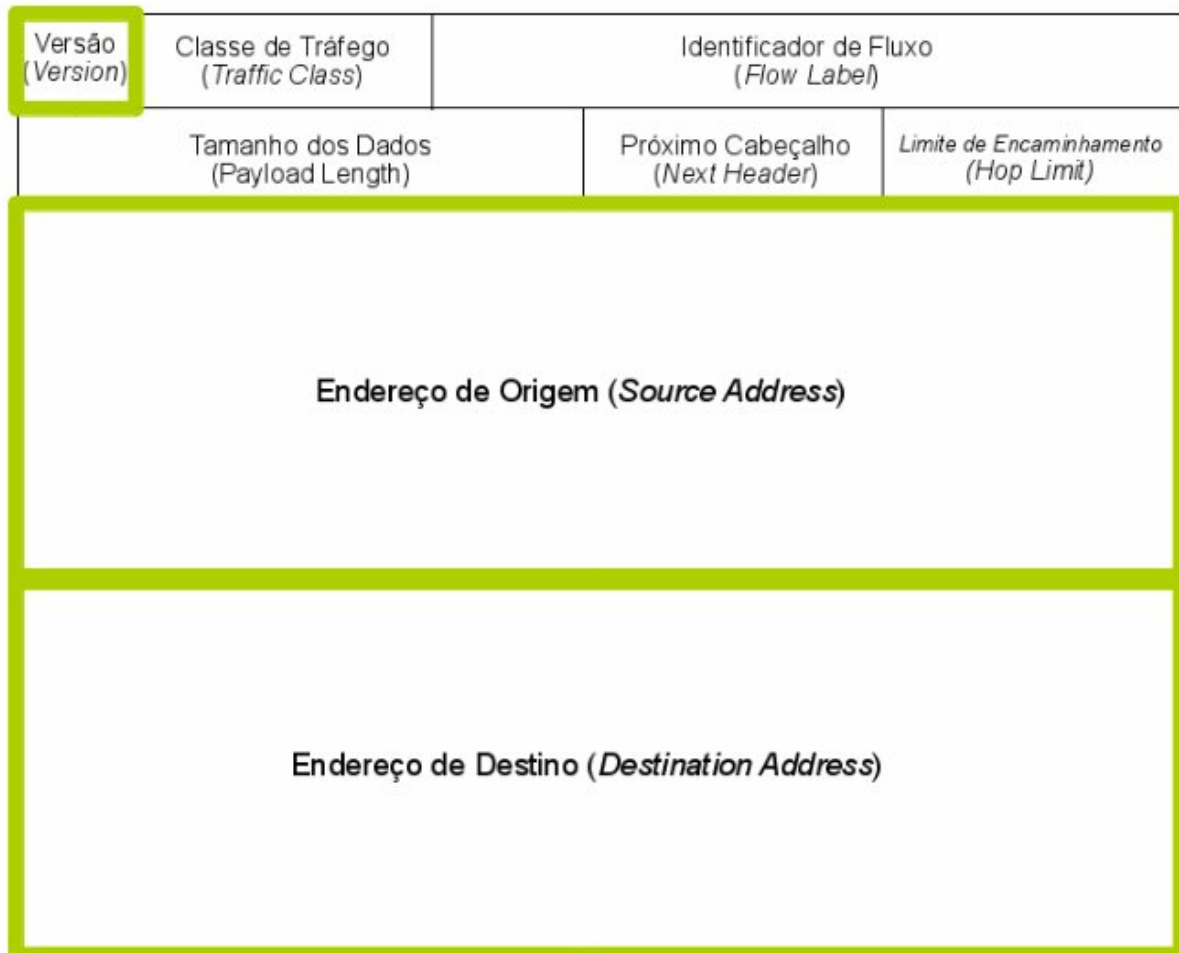 Versão
(Version)
Classe de Tráfego
(Traffic Class)
Identificador de Fluxo
(Flow Label)
Tamanho dos Dados
(Payload Length)
Próximo Cabeçalho
(Next Header)
Limite de Encaminhamento
(Hop Limit)
Endereço de Origem (Source Address)
Endereço de Destino (Destination Address)